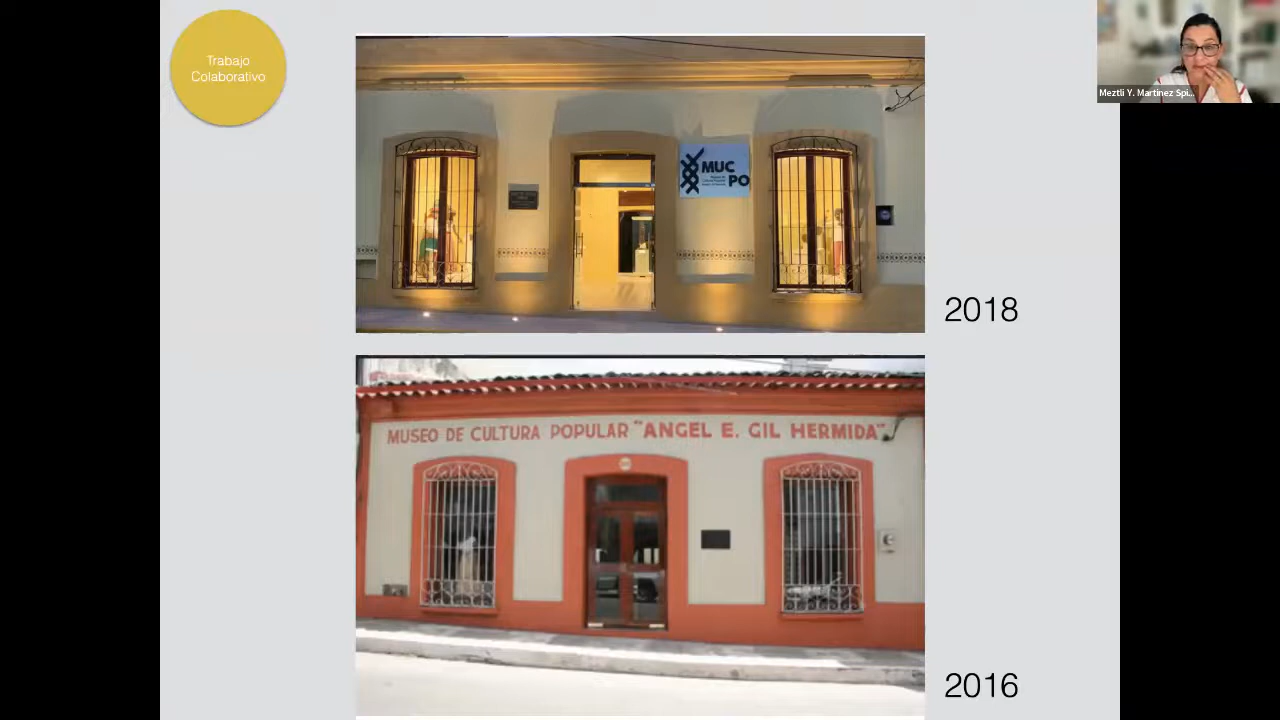 Trabajo
Colaborativo
Meztli Y. Martínez Spi...
MUC
PO
2018
MUSEO DE CULTURA POPULAR "ANGEL E. GIL HERMIDA"
2016